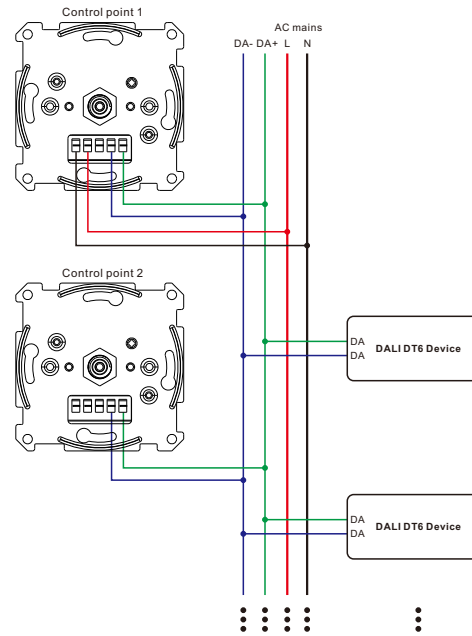 Control point 1
AC mains
DA- DA+ L N
Control point 2
DA
DA
DALI DT6 Device
DA
DA
DALI DT6 Device